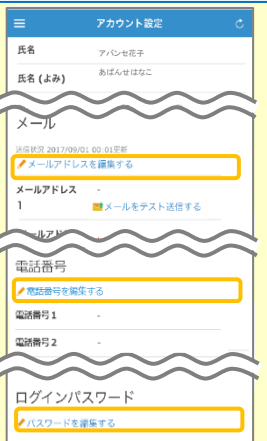 アカウント設定
氏名 アバンセ花子
氏名 (よみ) あばんせはなこ
メール
送信状況 2017/09/01 00:01更新
メールアドレスを編集する
メールアドレス -
1 メールをテスト送信する
メールアド
電話番号
電話番号を編集する
電話番号1 -
電話番号2 -
ログインパスワード
パスワードを編集する